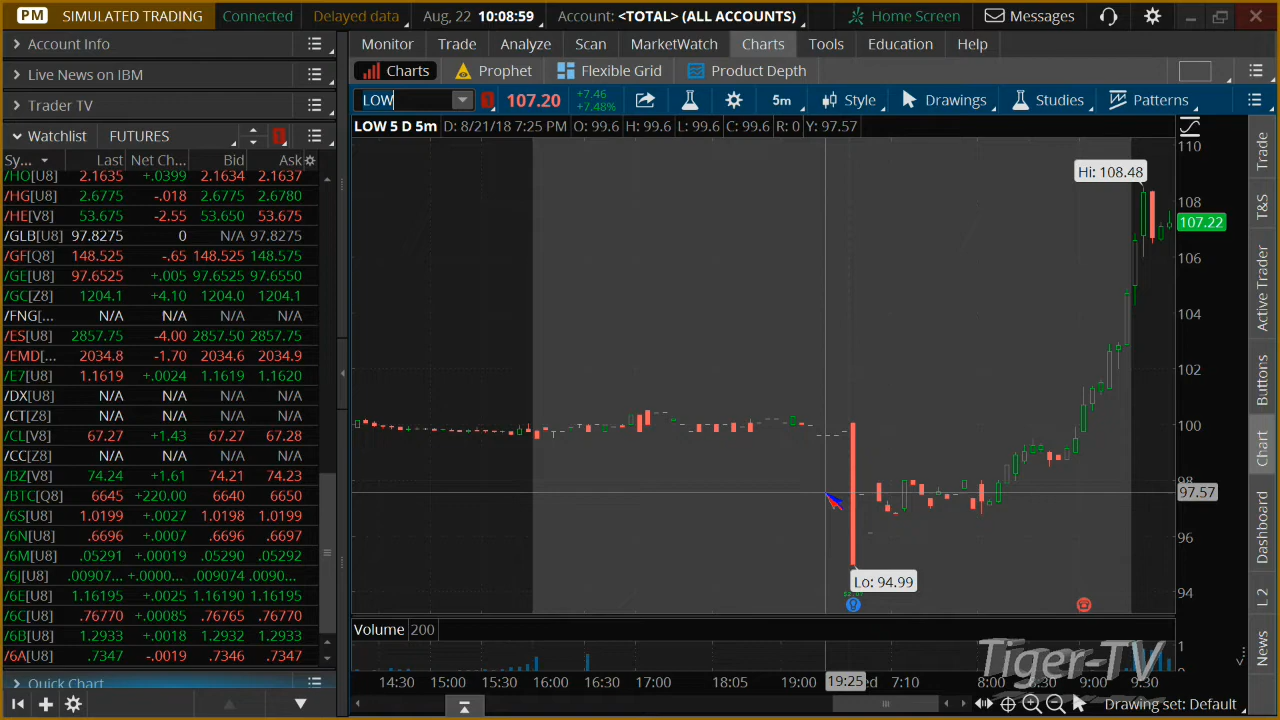 PM SIMULATED TRADING Connected Delayed data Aug, 22 10:08:59 Account: <TOTAL> (ALL ACCOUNTS) Home Screen Messages
Account Info
Live News on IBM
Trader TV
Watchlist FUTURES
Sy... Last Net Ch... Bid Ask
/HO[U8] 2.1635 +.0399 2.1634 2.1637
/HG[U8] 2.6775 -.018 2.6775 2.6780
/HE[V8] 53.675 -2.55 53.650 53.675
/GLB[U8] 97.8275 0 N/A 97.8275
/GF[Q8] 148.525 -.65 148.525 148.575
/GE[U8] 97.6525 +.005 97.6525 97.6550
/GC[Z8] 1204.1 +4.10 1204.0 1204.1
/FNG[... N/A N/A N/A N/A
/ES[U8] 2857.75 -4.00 2857.50 2857.75
/EMD[... 2034.8 -1.70 2034.6 2034.9
/E7[U8] 1.1619 +.0024 1.1619 1.1620
/DX[U8] N/A N/A N/A N/A
/CT[Z8] N/A N/A N/A N/A
/CL[V8] 67.27 +1.43 67.27 67.28
/CC[Z8] N/A N/A N/A N/A
/BZ[V8] 74.24 +1.61 74.21 74.23
/BTC[Q8] 6645 +220.00 6640 6650
/6S[U8] 1.0199 +.0027 1.0198 1.0199
/6N[U8] .6696 +.0007 .6696 .6697
/6M[U8] .05291 +.00019 .05291 .05292
/6J[U8] .00907... +.0000... .009074 .0090...
/6E[U8] 1.16195 +.0025 1.16190 1.16195
/6C[U8] .76770 +.00085 .76765 .76770
/6B[U8] 1.2933 +.0018 1.2932 1.2933
/6A[U8] .7347 -.0019 .7346 .7347
Quick Chart
Monitor Trade Analyze Scan MarketWatch Charts Tools Education Help
Charts Prophet Flexible Grid Product Depth
LOW 1 107.20 +7.46 5m Style Drawings Studies Patterns
+7.48%
LOW 5 D 5m D: 8/21/18 7:25 PM O: 99.6 H: 99.6 L: 99.6 C: 99.6 R: 0 Y: 97.57
110
Hi: 108.48
108
107.22
106
104
102
100
98
97.57
96
Lo: 94.99
94
Volume 200
1
Tiger-TV
14:30 15:00 15:30 16:00 16:30 17:00 18:05 19:00 19:25 7:10 8:00 9:00 9:30
Drawing set: Default
Trade
T&S
Active Trader
Buttons
Chart
Dashboard
L 2
News